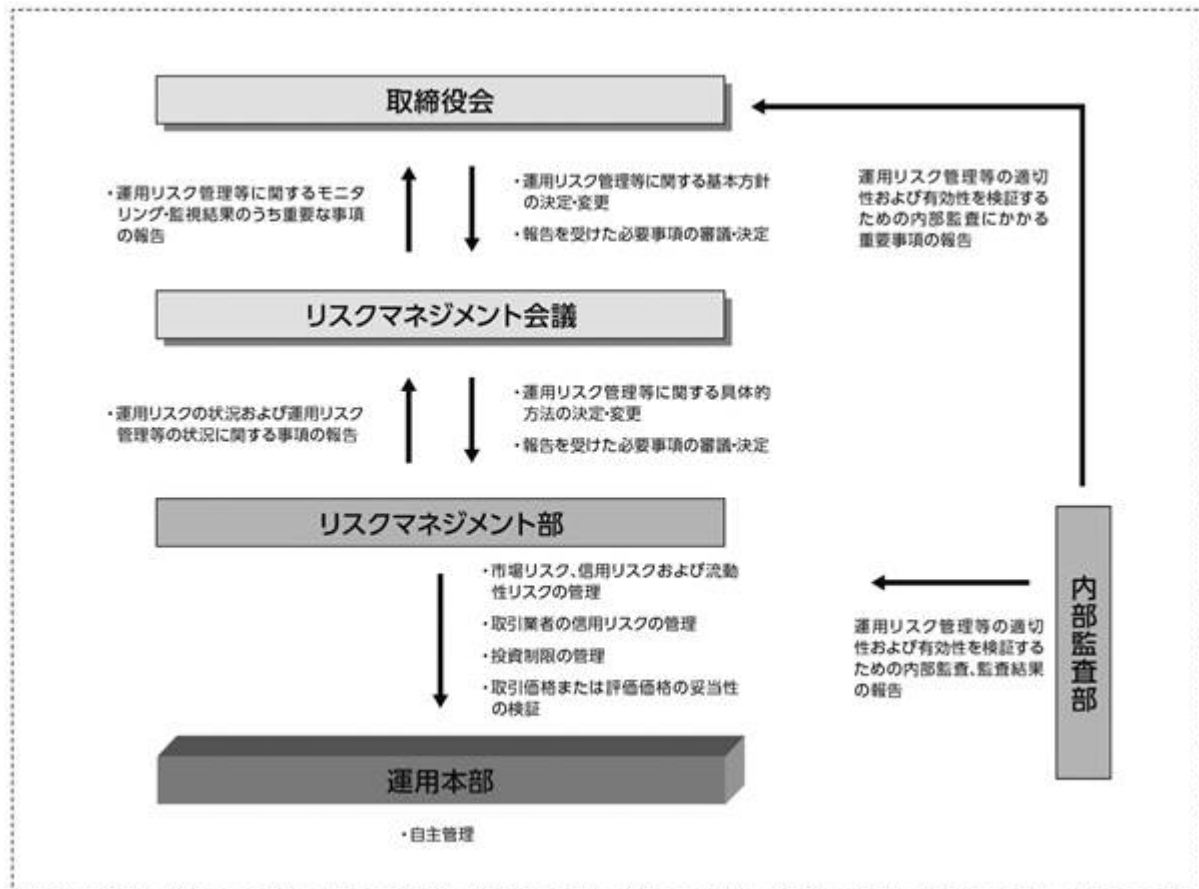 取締役会
・運用リスク管理等に関するモニタ
リング・監視結果のうち重要な事項
の報告
・運用リスク管理等に関する基本方針
の決定・変更
・報告を受けた必要事項の審議・決定
運用リスク管理等の適切
性および有効性を検証す
るための内部監査にかかる
重要事項の報告
リスクマネジメント会議
・運用リスクの状況および運用リスク
管理等の状況に関する事項の報告
・運用リスク管理等に関する具体的
方法の決定・変更
・報告を受けた必要事項の審議・決定
リスクマネジメント部
・市場リスク、信用リスクおよび流動
性リスクの管理
・取引業者の信用リスクの管理
・投資制限の管理
・取引価格または評価価格の妥当性
の検証
運用リスク管理等の適切
性および有効性を検証する
ための内部監査、監査結果
の報告
内部監査部
運用本部
・自主管理